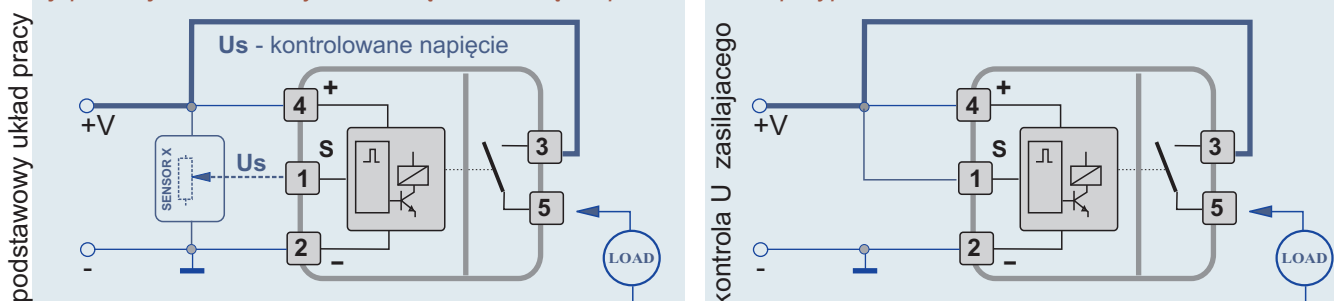 podstawowy układ pracy
Us - kontrolowane napięcie
+V
4
+
SENSOR X
Us
S
1
3
5
2
–
-
LOAD
kontrola U zasilajacego
+V
4
+
S
1
3
5
2
–
-
LOAD